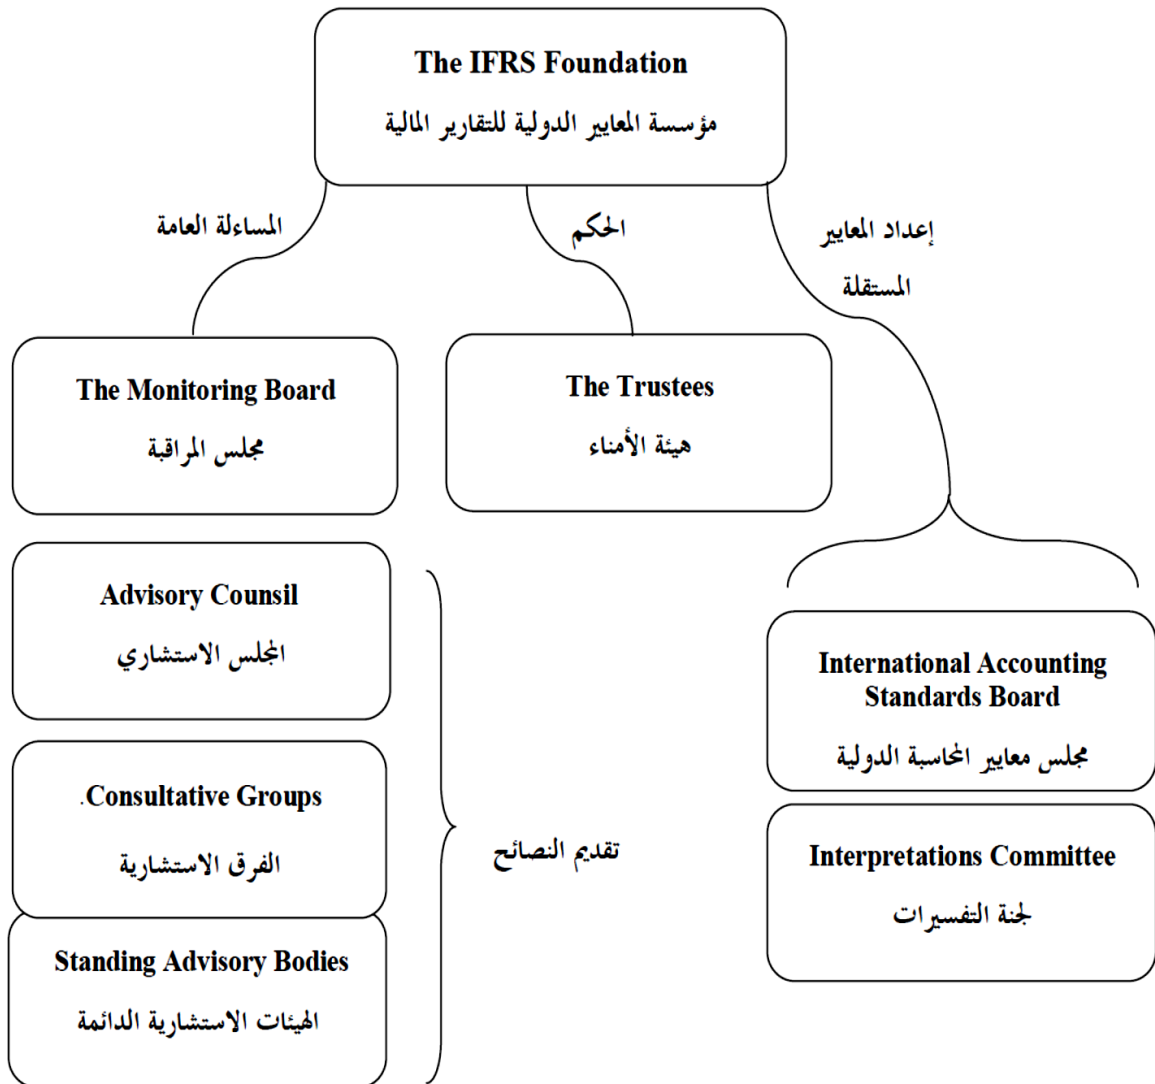 The IFRS Foundation
مؤسسة المعايير الدولية للتقارير المالية
المساءلة العامة
الحكم
إعداد المعايير
المستقلة
The Monitoring Board
مجلس المراقبة
The Trustees
هيئة الأمناء
Advisory Counsil
المجلس الاستشاري
.Consultative Groups
الفرق الاستشارية
Standing Advisory Bodies
الهيئات الاستشارية الدائمة
تقديم النصائح
International Accounting
Standards Board
مجلس معايير المحاسبة الدولية
Interpretations Committee
لجنة التفسيرات